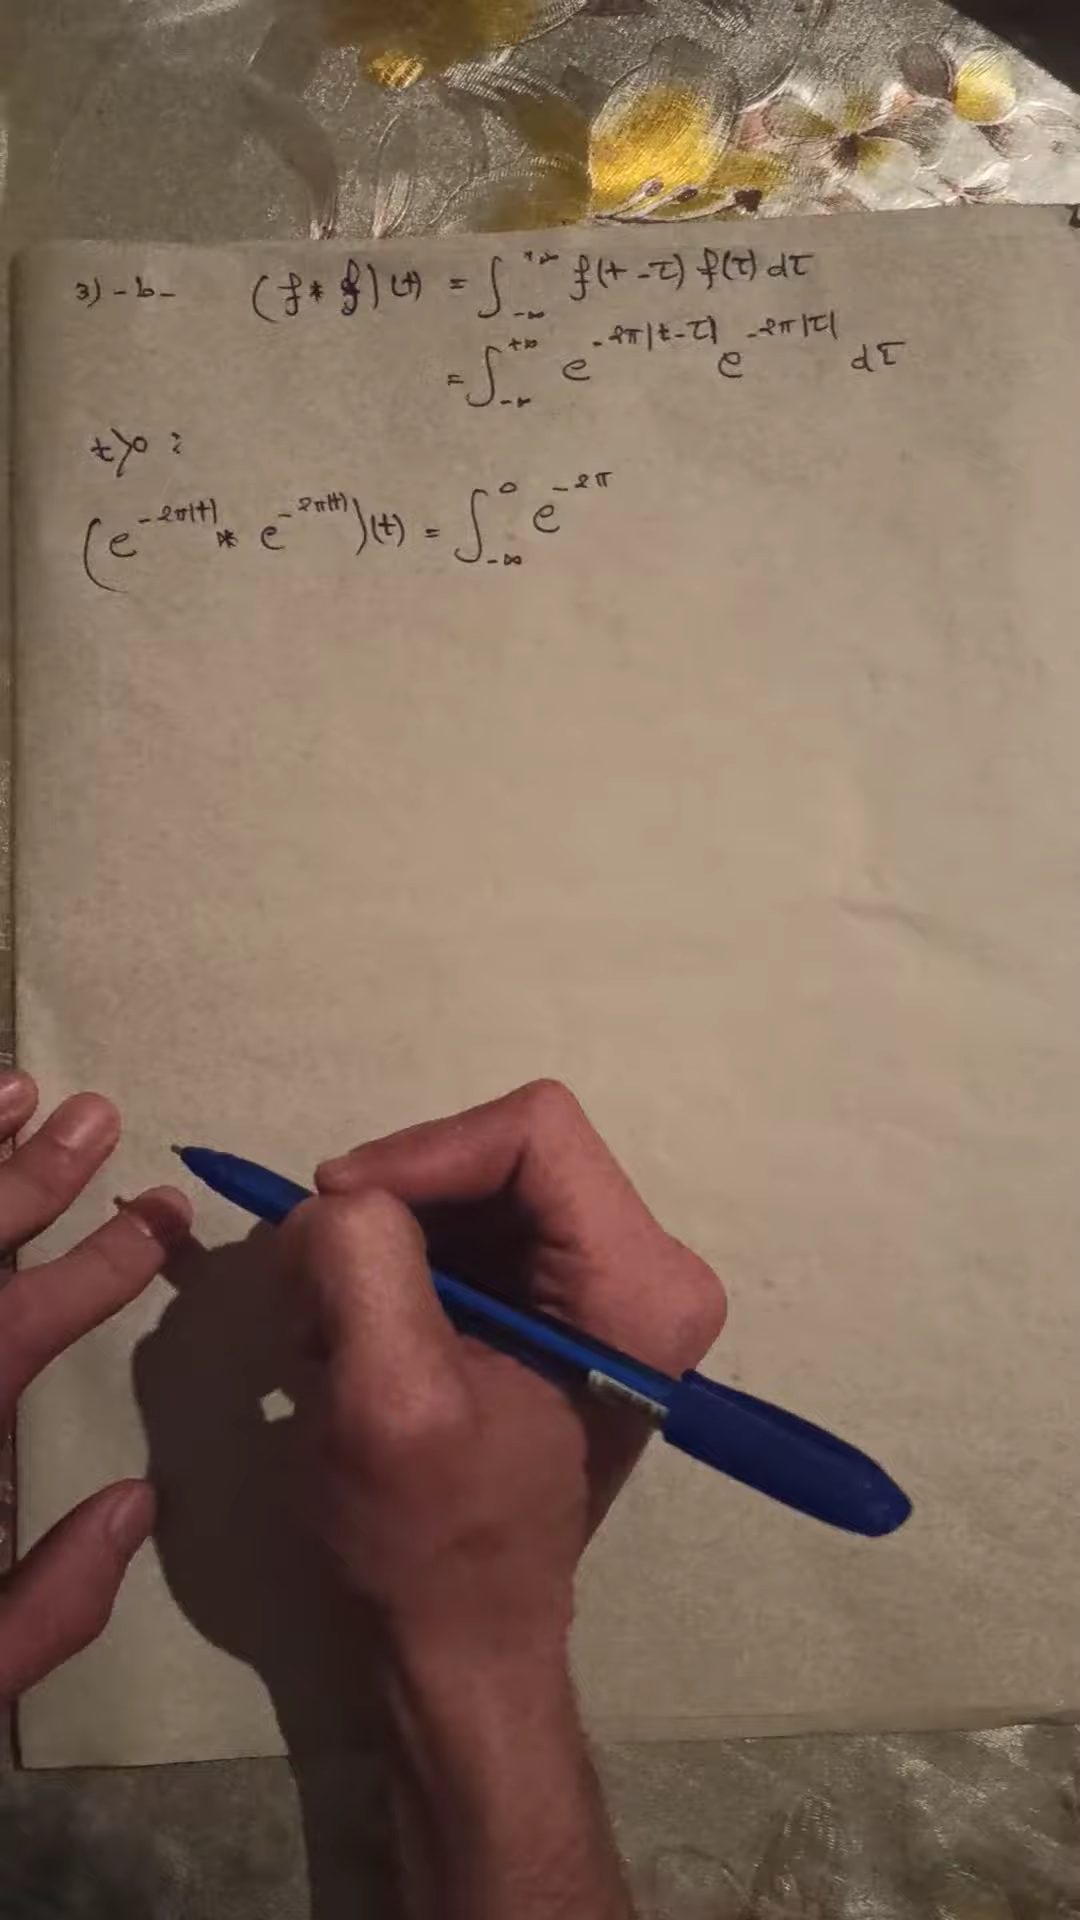 3) - b - (f * f)(t) = ∫_{-∞}^{+∞} f(t - τ) f(τ) dτ
= ∫_{-∞}^{+∞} e^{-2π|t-τ|} e^{-2π|τ|} dτ
t>0 :
(e^{-2π|t|} * e^{-2π|t|})(t) = ∫_{-∞}^{0} e^{-2π}